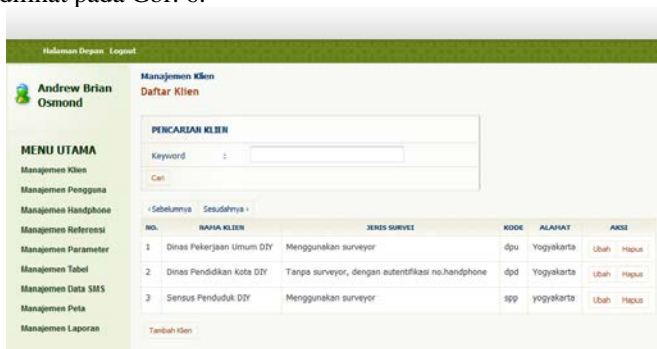 dilihat pada Gbr. 8.
Halaman Depan Logout
Andrew Brian
Osmond
MENU UTAMA
Manajemen Klien
Manajemen Pengguna
Manajemen Handphone
Manajemen Referensi
Manajemen Parameter
Manajemen Tabel
Manajemen Data SMS
Manajemen Peta
Manajemen Laporan
Manajemen Klien
Daftar Klien
PENCARIAN KLIEN
Keyword :
Cari
‹ Sebelumnya Sesudahnya ›
NO. NAMA KLIEN JENIS SURVEI KODE ALAMAT AKSI
1 Dinas Pekerjaan Umum DIY Menggunakan surveyor dpu Yogyakarta Ubah Hapus
2 Dinas Pendidikan Kota DIY Tanpa surveyor, dengan autentifikasi no.handphone dpd Yogyakarta Ubah Hapus
3 Sensus Penduduk DIY Menggunakan surveyor spp yogyakarta Ubah Hapus
Tambah Klien